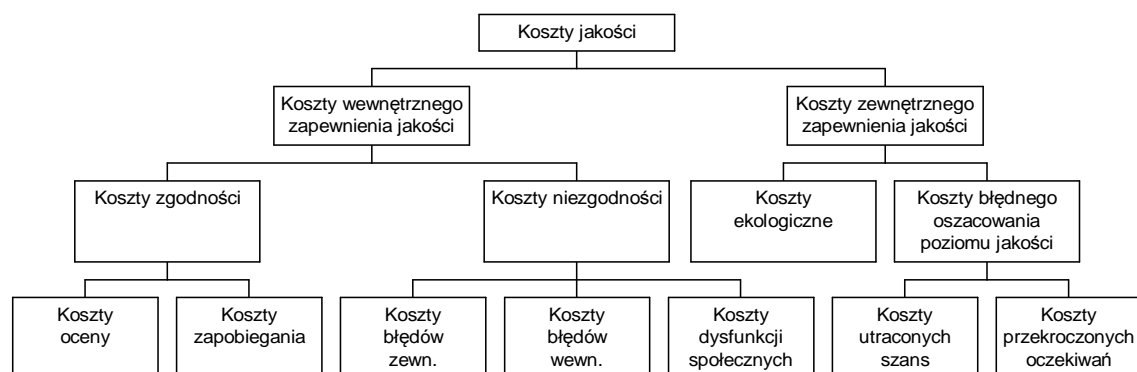 Koszty jakości
Koszty wewnętrznego
zapewnienia jakości
Koszty zewnętrznego
zapewnienia jakości
Koszty zgodności
Koszty niezgodności
Koszty
ekologiczne
Koszty błędnego
oszacowania
poziomu jakości
Koszty
oceny
Koszty
zapobiegania
Koszty
błędów
zewn.
Koszty
błędów
wewn.
Koszty
dysfunkcji
społecznych
Koszty
utraconych
szans
Koszty
przekroczonych
oczekiwań